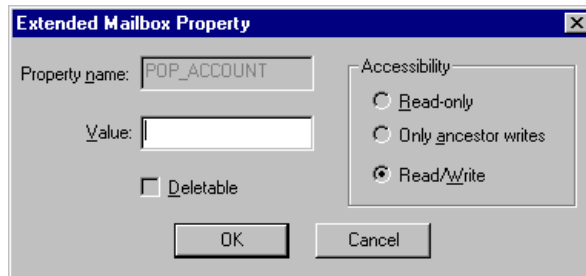 Extended Mailbox Property
Property name: POP_ACCOUNT
Value:
Deletable
Accessibility
Read-only
Only ancestor writes
Read/Write
OK Cancel